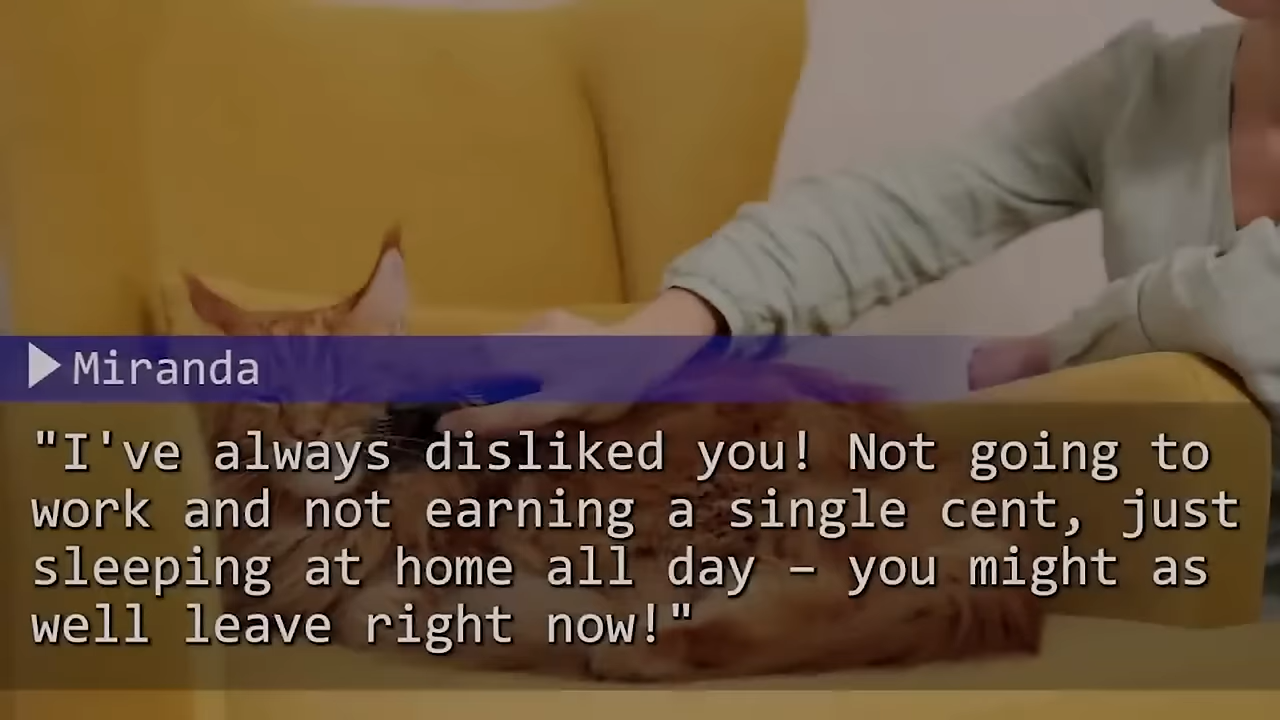 Miranda
"I've always disliked you! Not going to
work and not earning a single cent, just
sleeping at home all day – you might as
well leave right now!"